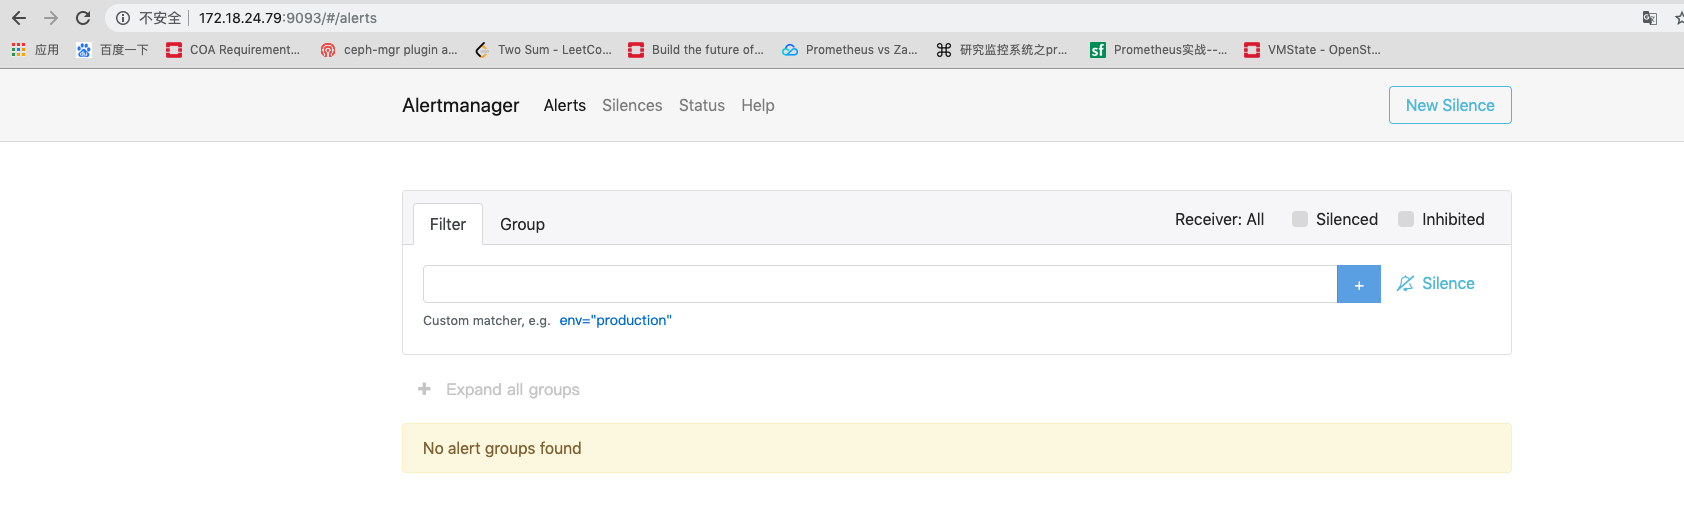 不安全 172.18.24.79:9093/#/alerts
应用 百度一下 COA Requirement... ceph-mgr plugin a... Two Sum - LeetCo... Build the future of... Prometheus vs Za... 研究监控系统之pr... Prometheus实战--... VMState - OpenSt...
Alertmanager Alerts Silences Status Help New Silence
Filter Group Receiver: All Silenced Inhibited
+ Silence
Custom matcher, e.g. env="production"
+ Expand all groups
No alert groups found